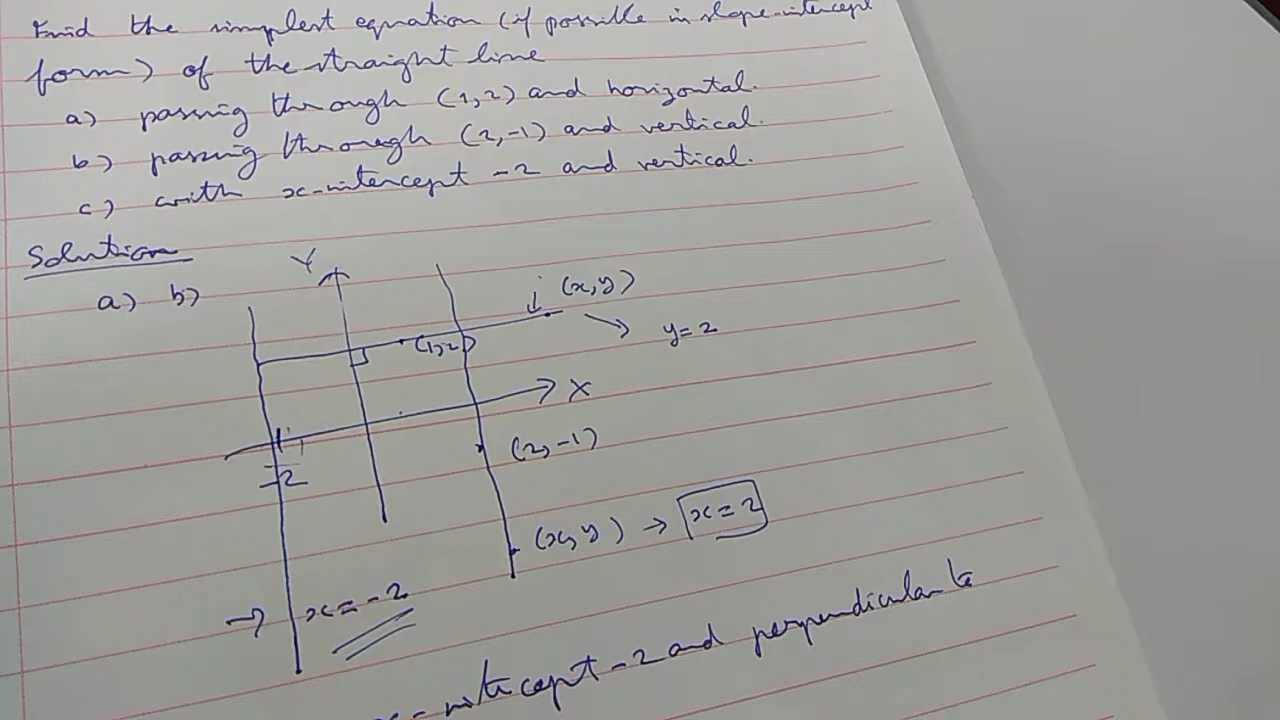 Find the simplest equation (if possible in slope-intercept
form) of the straight line
a) passing through (1,2) and horizontal.
b) passing through (2,-1) and vertical.
c) with x-intercept -2 and vertical.
Solution
a) b)
Y
(x,y)
(1,2)
y=2
X
(2,-1)
-2
(x,y) → x=2
→ x=-2
x-intercept -2 and perpendicular to